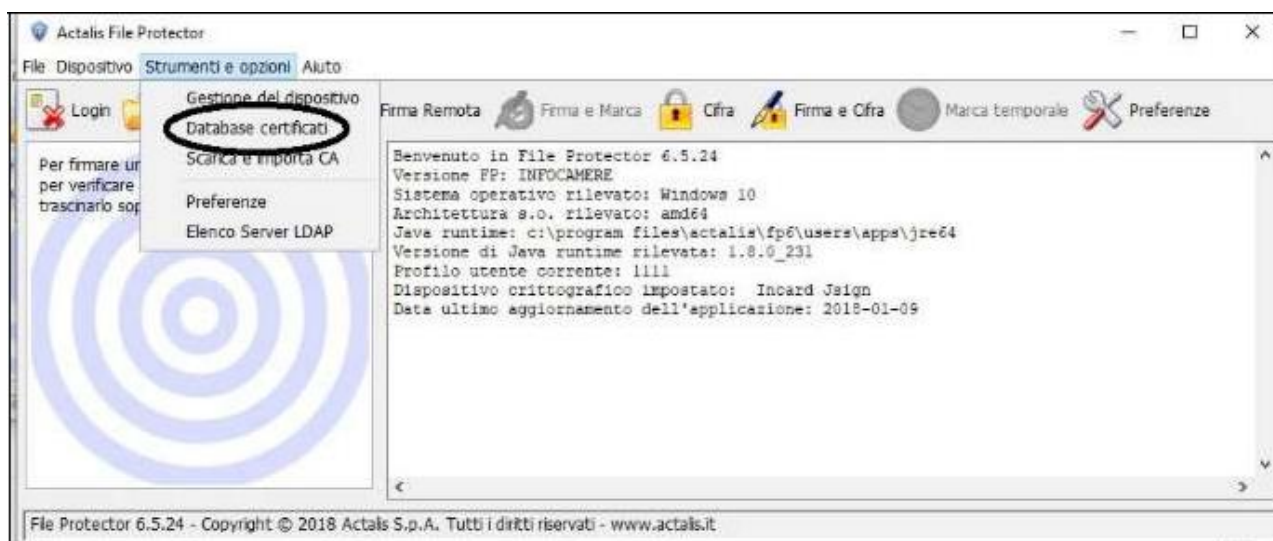 Actalis File Protector
File Dispositivo Strumenti e opzioni Aiuto
Login Firma Remota Firma e Marca Cifra Firma e Cifra Marca temporale Preferenze
Gestione del dispositivo
Database certificati
Scarica e importa CA
Preferenze
Elenco Server LDAP
Per firmare un
per verificare
trascinarlo sop
Benvenuto in File Protector 6.5.24
Versione FP: INFOCAMERE
Sistema operativo rilevato: Windows 10
Architettura s.o. rilevato: amd64
Java runtime: c:\program files\actalis\fp6\users\apps\jre64
Versione di Java runtime rilevata: 1.8.0_231
Profilo utente corrente: 1111
Dispositivo crittografico impostato: Incard Jsign
Data ultimo aggiornamento dell'applicazione: 2018-01-09
File Protector 6.5.24 - Copyright © 2018 Actalis S.p.A. Tutti i diritti riservati - www.actalis.it